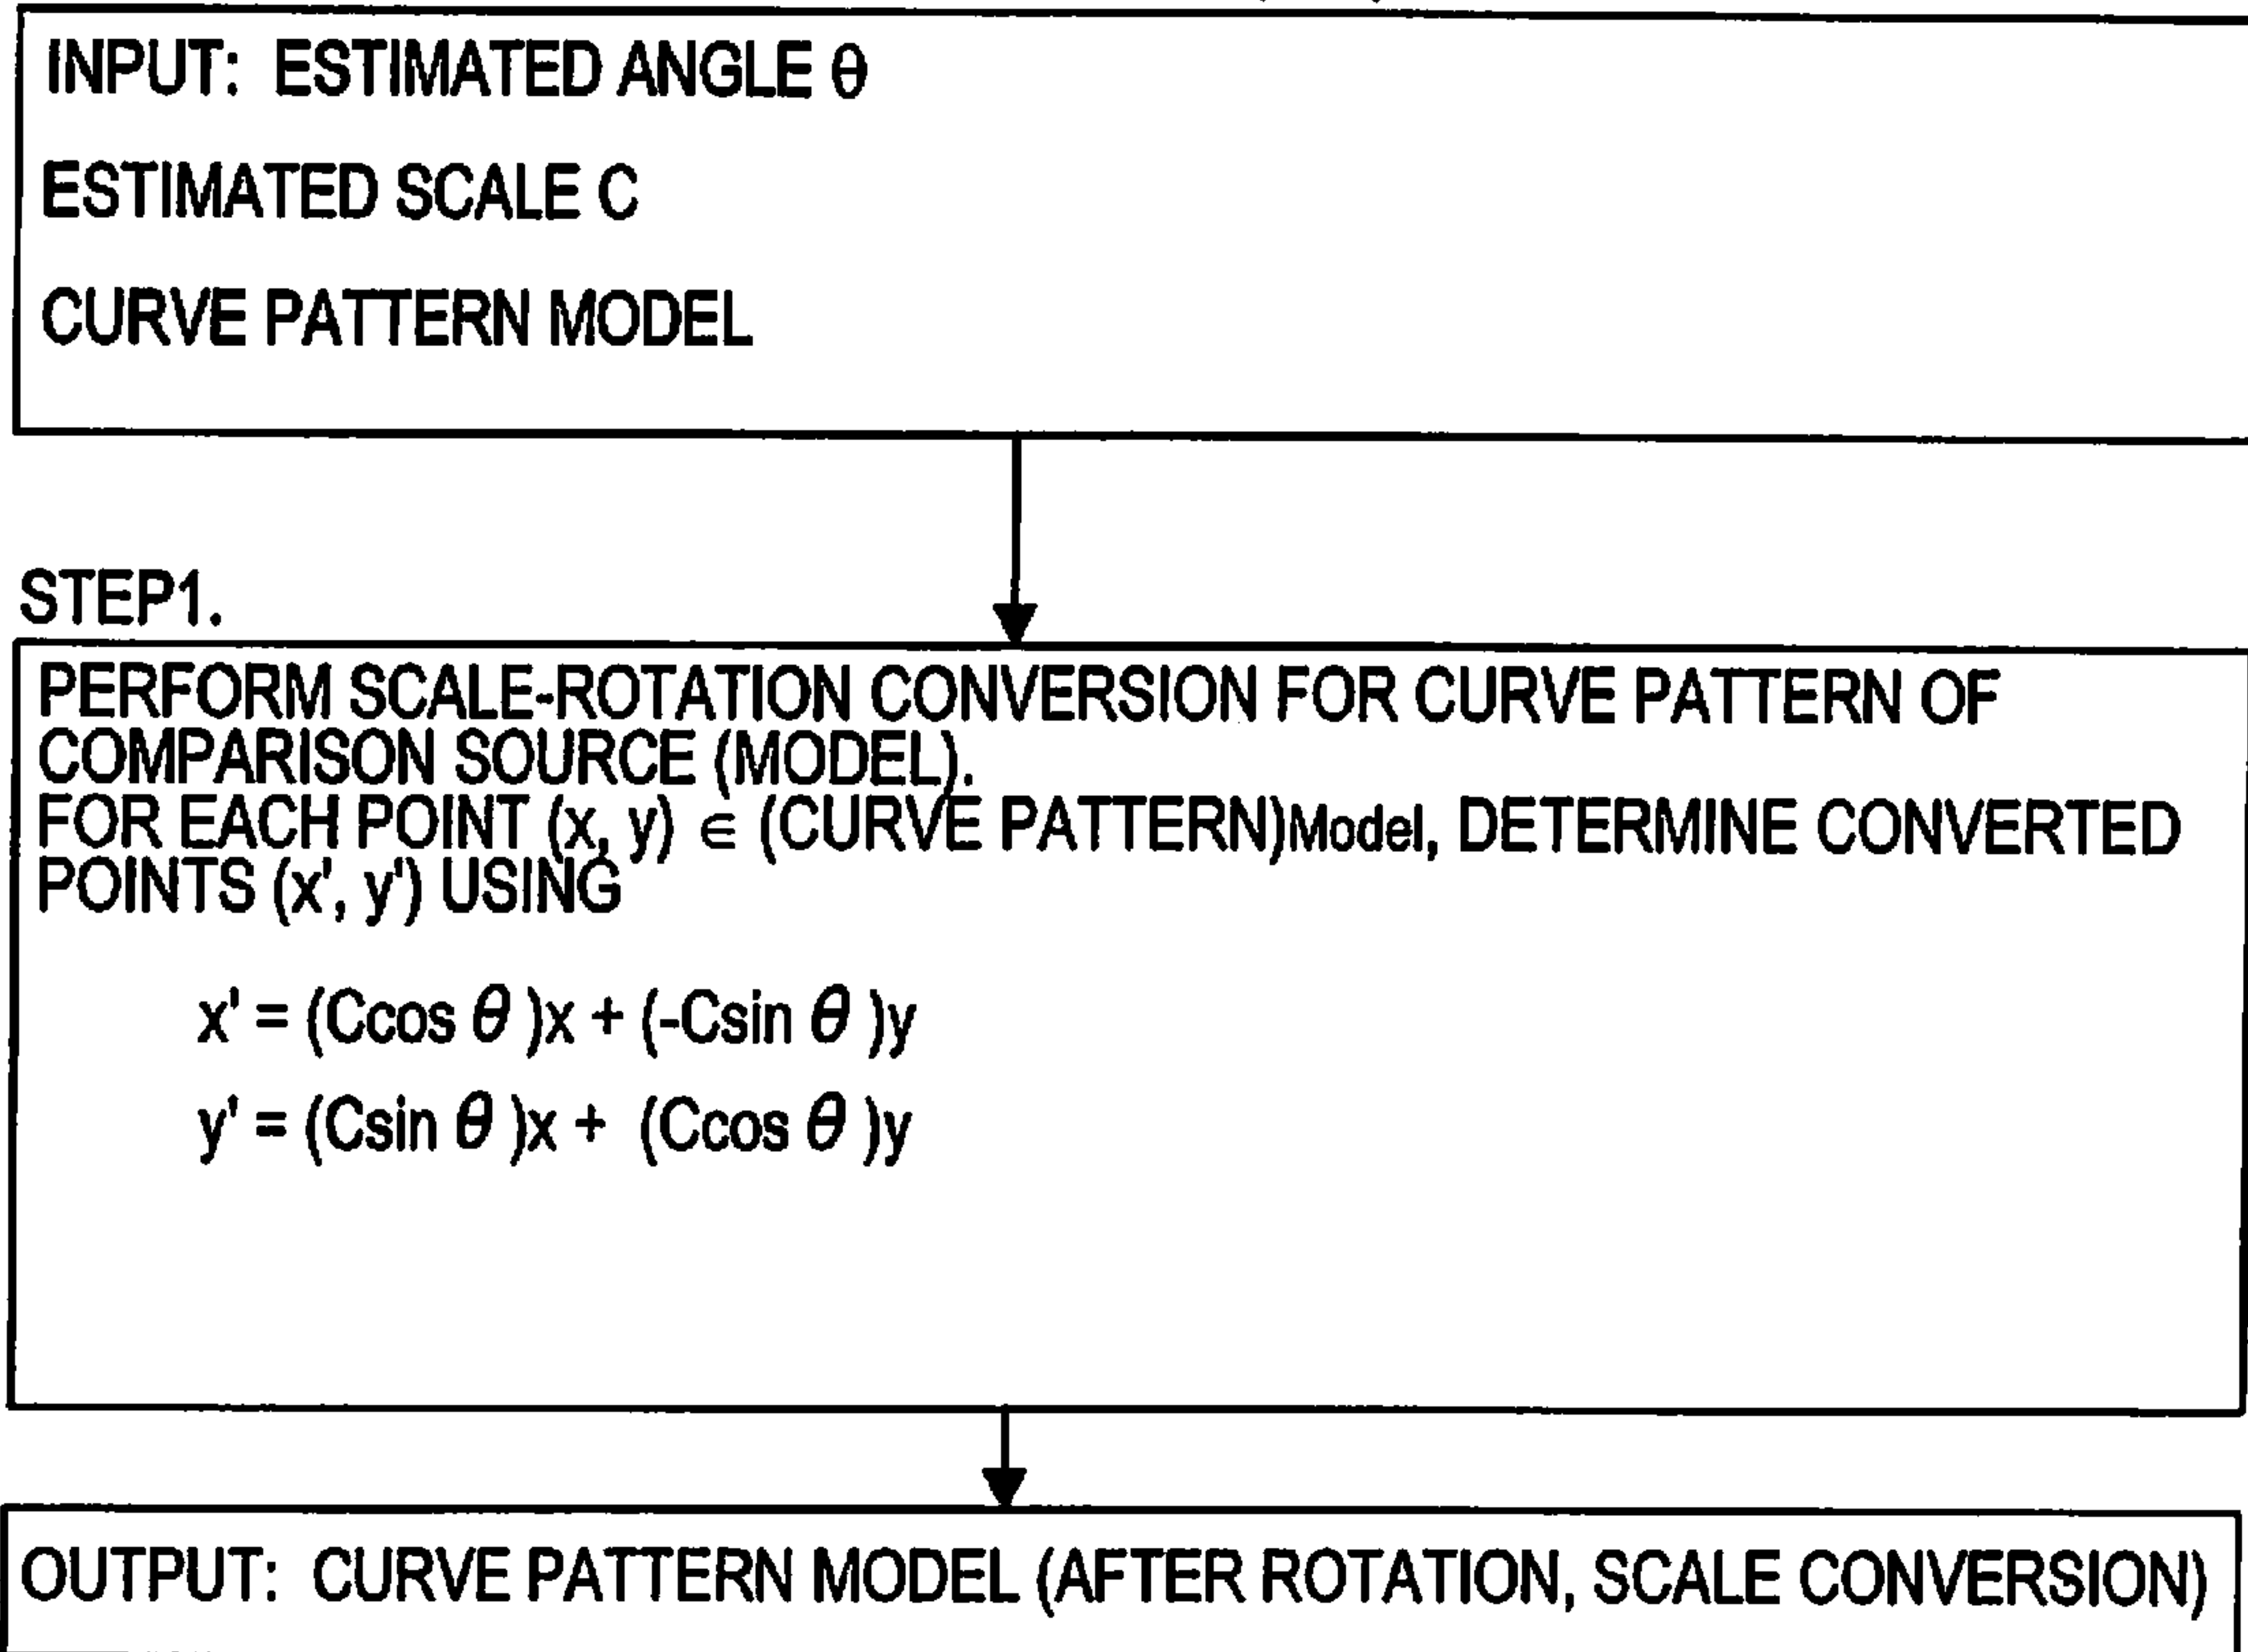 INPUT: ESTIMATED ANGLE θ
ESTIMATED SCALE C
CURVE PATTERN MODEL
STEP1.
PERFORM SCALE-ROTATION CONVERSION FOR CURVE PATTERN OF
COMPARISON SOURCE (MODEL).
FOR EACH POINT (x, y) ∈ (CURVE PATTERN)Model, DETERMINE CONVERTED
POINTS (x', y') USING
x' = (Ccos θ )x + (-Csin θ )y
y' = (Csin θ )x + (Ccos θ )y
OUTPUT: CURVE PATTERN MODEL (AFTER ROTATION, SCALE CONVERSION)